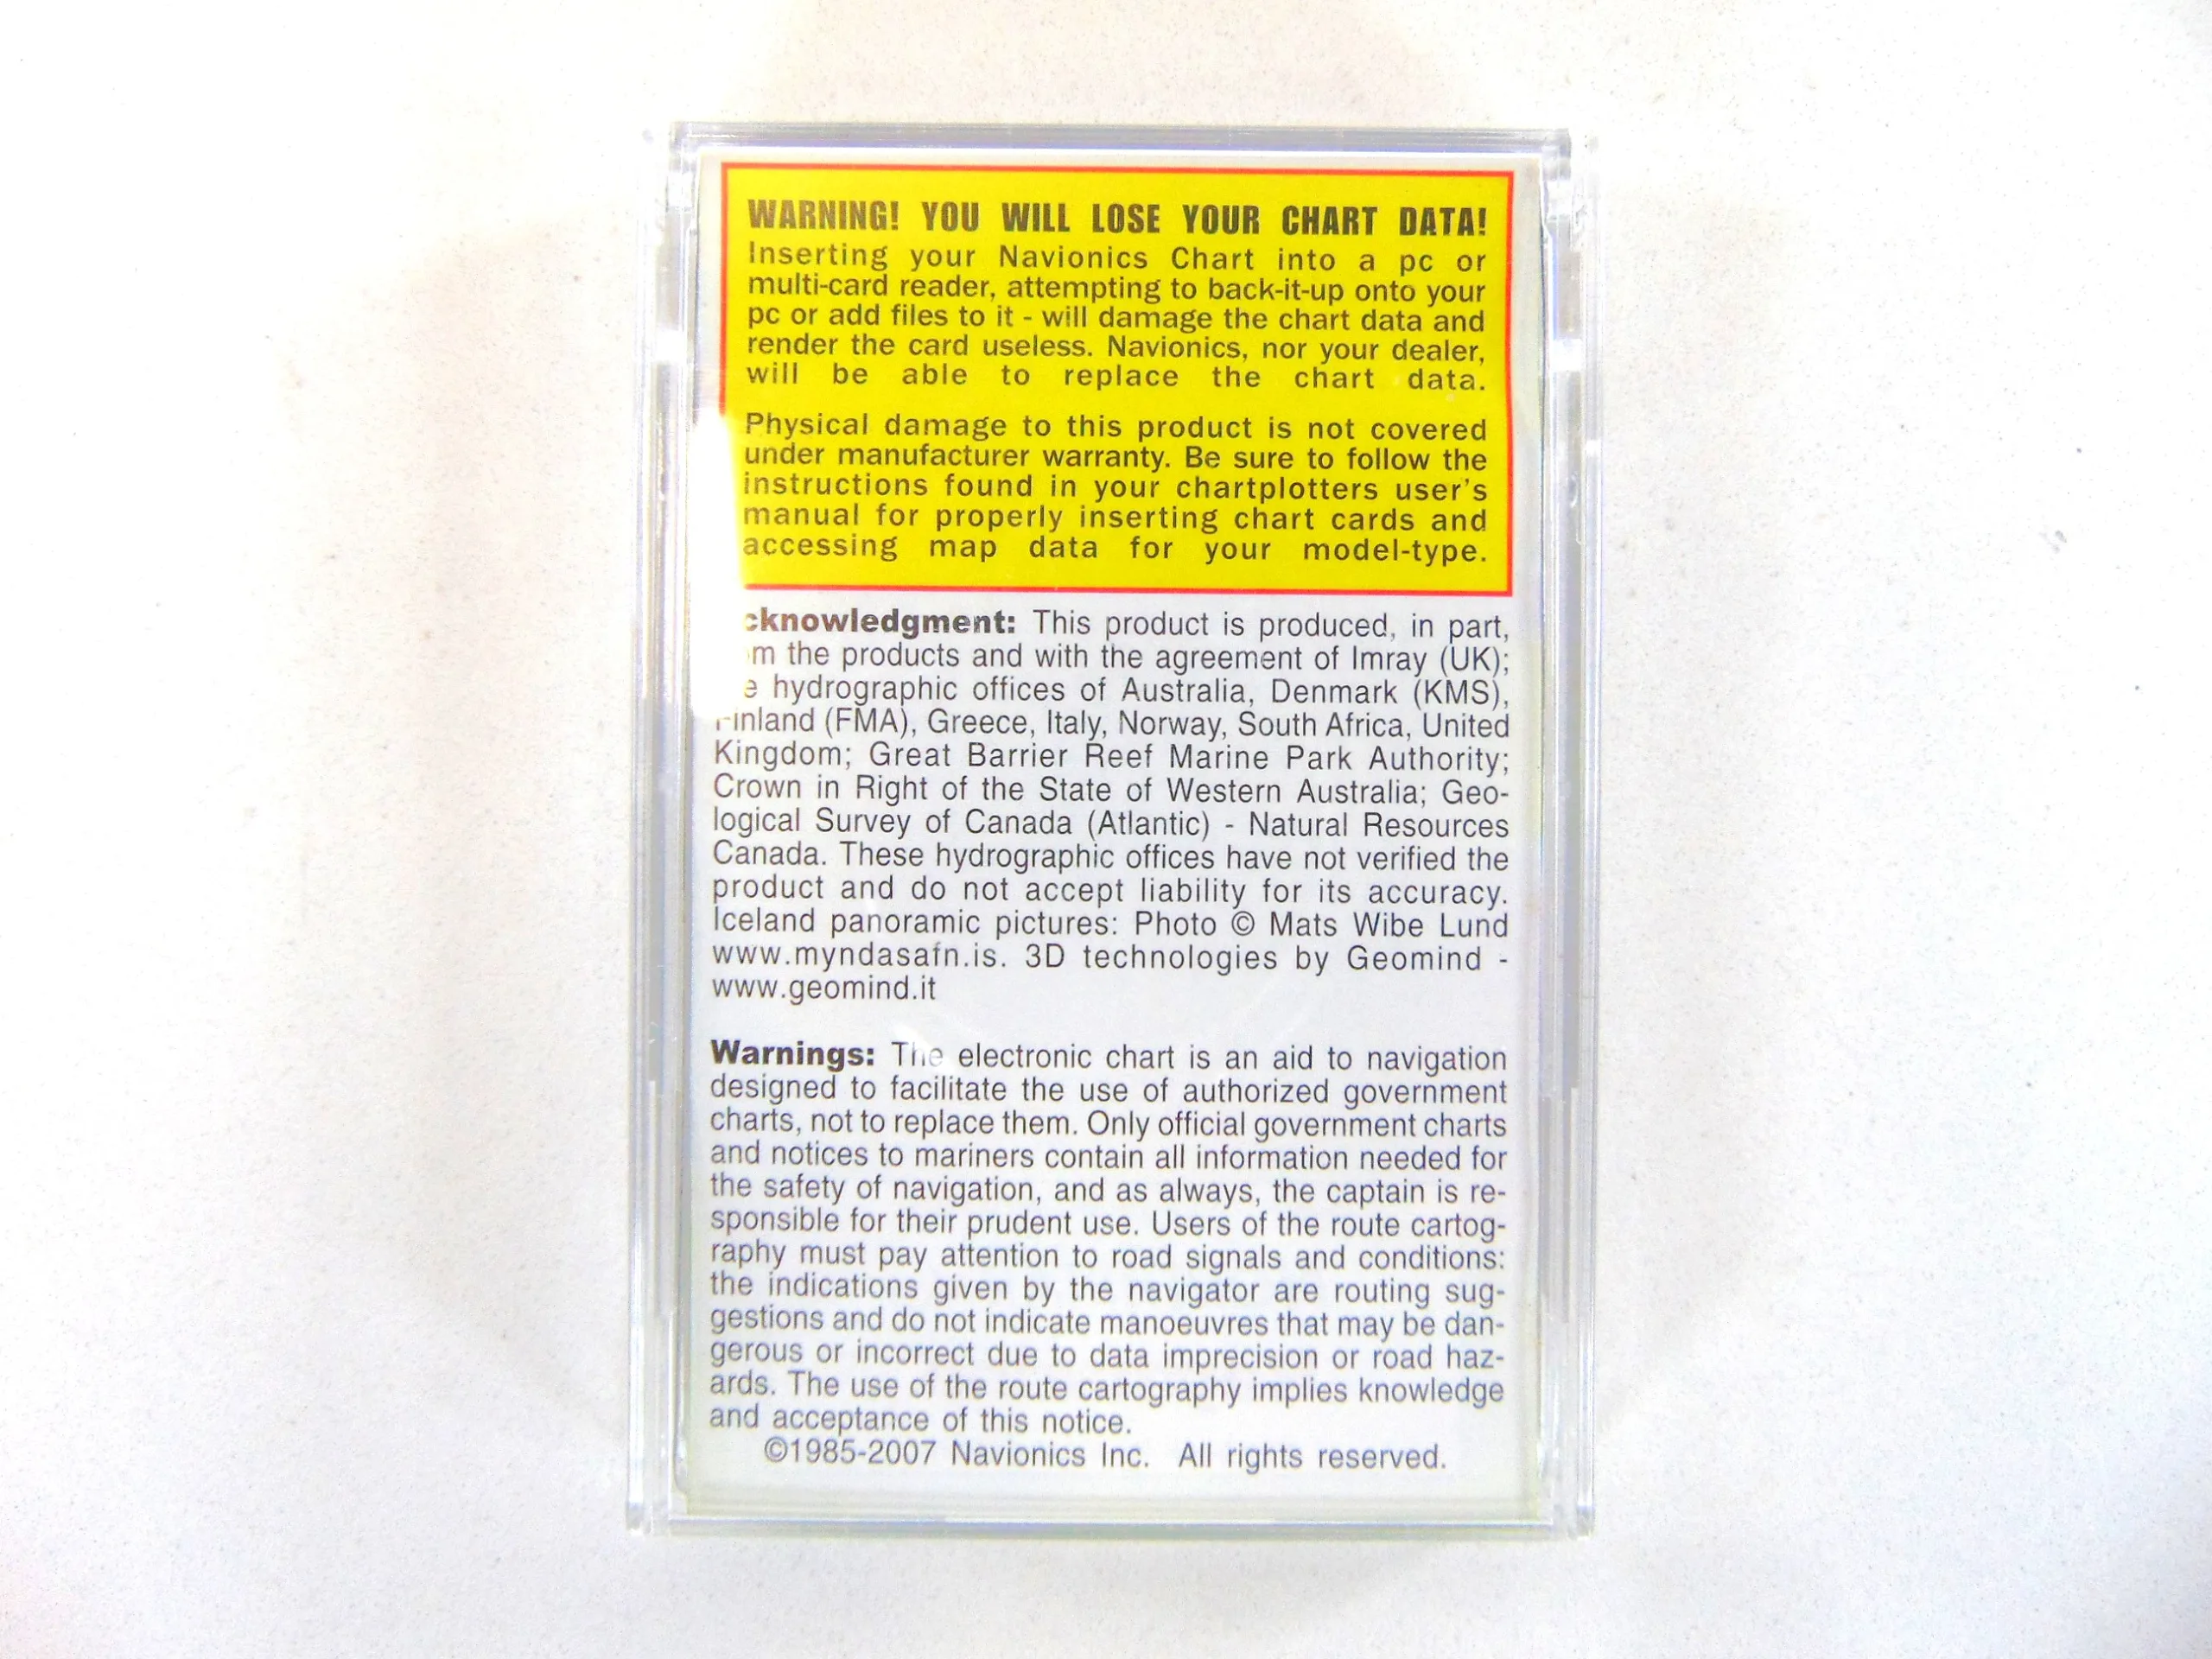 WARNING! YOU WILL LOSE YOUR CHART DATA!
Inserting your Navionics Chart into a pc or
multi-card reader, attempting to back-it-up onto your
pc or add files to it - will damage the chart data and
render the card useless. Navionics, nor your dealer,
will be able to replace the chart data.
Physical damage to this product is not covered
under manufacturer warranty. Be sure to follow the
instructions found in your chartplotters user's
manual for properly inserting chart cards and
accessing map data for your model-type.
cknowledgment: This product is produced, in part,
m the products and with the agreement of Imray (UK);
e hydrographic offices of Australia, Denmark (KMS),
Finland (FMA), Greece, Italy, Norway, South Africa, United
Kingdom; Great Barrier Reef Marine Park Authority;
Crown in Right of the State of Western Australia; Geo-
logical Survey of Canada (Atlantic) - Natural Resources
Canada. These hydrographic offices have not verified the
product and do not accept liability for its accuracy.
Iceland panoramic pictures: Photo © Mats Wibe Lund
www.myndasafn.is. 3D technologies by Geomind -
www.geomind.it
Warnings: The electronic chart is an aid to navigation
designed to facilitate the use of authorized government
charts, not to replace them. Only official government charts
and notices to mariners contain all information needed for
the safety of navigation, and as always, the captain is re-
sponsible for their prudent use. Users of the route cartog-
raphy must pay attention to road signals and conditions:
the indications given by the navigator are routing sug-
gestions and do not indicate manoeuvres that may be dan-
gerous or incorrect due to data imprecision or road haz-
ards. The use of the route cartography implies knowledge
and acceptance of this notice.
©1985-2007 Navionics Inc. All rights reserved.